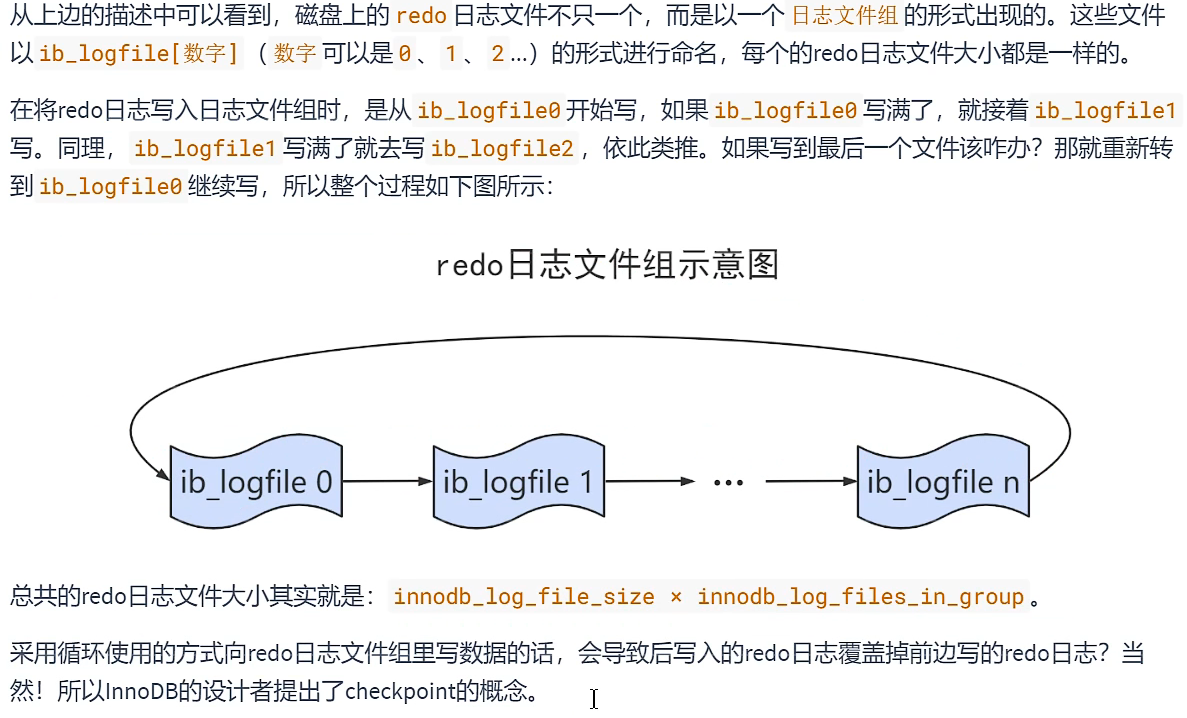 从上边的描述中可以看到，磁盘上的 redo 日志文件不只一个，而是以一个 日志文件组 的形式出现的。这些文件
以 ib_logfile[数字] （ 数字 可以是 0 、 1 、 2 ...）的形式进行命名，每个的redo日志文件大小都是一样的。
在将redo日志写入日志文件组时，是从 ib_logfile0 开始写，如果 ib_logfile0 写满了，就接着 ib_logfile1
写。同理， ib_logfile1 写满了就去写 ib_logfile2 ，依此类推。如果写到最后一个文件该咋办？那就重新转
到 ib_logfile0 继续写，所以整个过程如下图所示：
redo日志文件组示意图
ib_logfile 0
ib_logfile 1
...
ib_logfile n
总共的redo日志文件大小其实就是： innodb_log_file_size × innodb_log_files_in_group 。
采用循环使用的方式向redo日志文件组里写数据的话，会导致后写入的redo日志覆盖掉前边写的redo日志？当
然！所以InnoDB的设计者提出了checkpoint的概念。